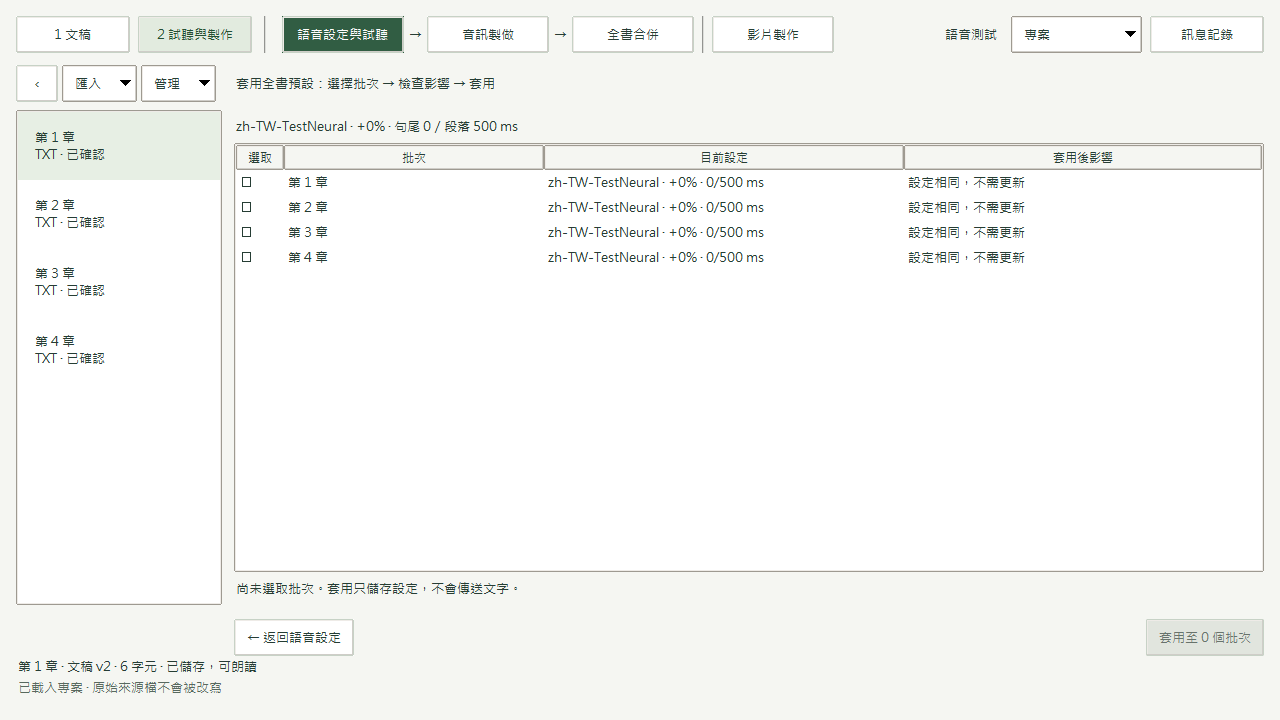 1 文稿 2 試聽與製作 語音設定與試聽 → 音訊製做 → 全書合併 影片製作 語音測試 專案 訊息記錄
‹ 匯入 管理 套用全書預設：選擇批次 → 檢查影響 → 套用
zh-TW-TestNeural · +0% · 句尾 0 / 段落 500 ms
第 1 章
TXT · 已確認
第 2 章
TXT · 已確認
第 3 章
TXT · 已確認
第 4 章
TXT · 已確認
選取 批次 目前設定 套用後影響
第 1 章 zh-TW-TestNeural · +0% · 0/500 ms 設定相同，不需更新
第 2 章 zh-TW-TestNeural · +0% · 0/500 ms 設定相同，不需更新
第 3 章 zh-TW-TestNeural · +0% · 0/500 ms 設定相同，不需更新
第 4 章 zh-TW-TestNeural · +0% · 0/500 ms 設定相同，不需更新
尚未選取批次。套用只儲存設定，不會傳送文字。
← 返回語音設定 套用至 0 個批次
第 1 章 · 文稿 v2 · 6 字元 · 已儲存，可朗讀
已載入專案 · 原始來源檔不會被改寫